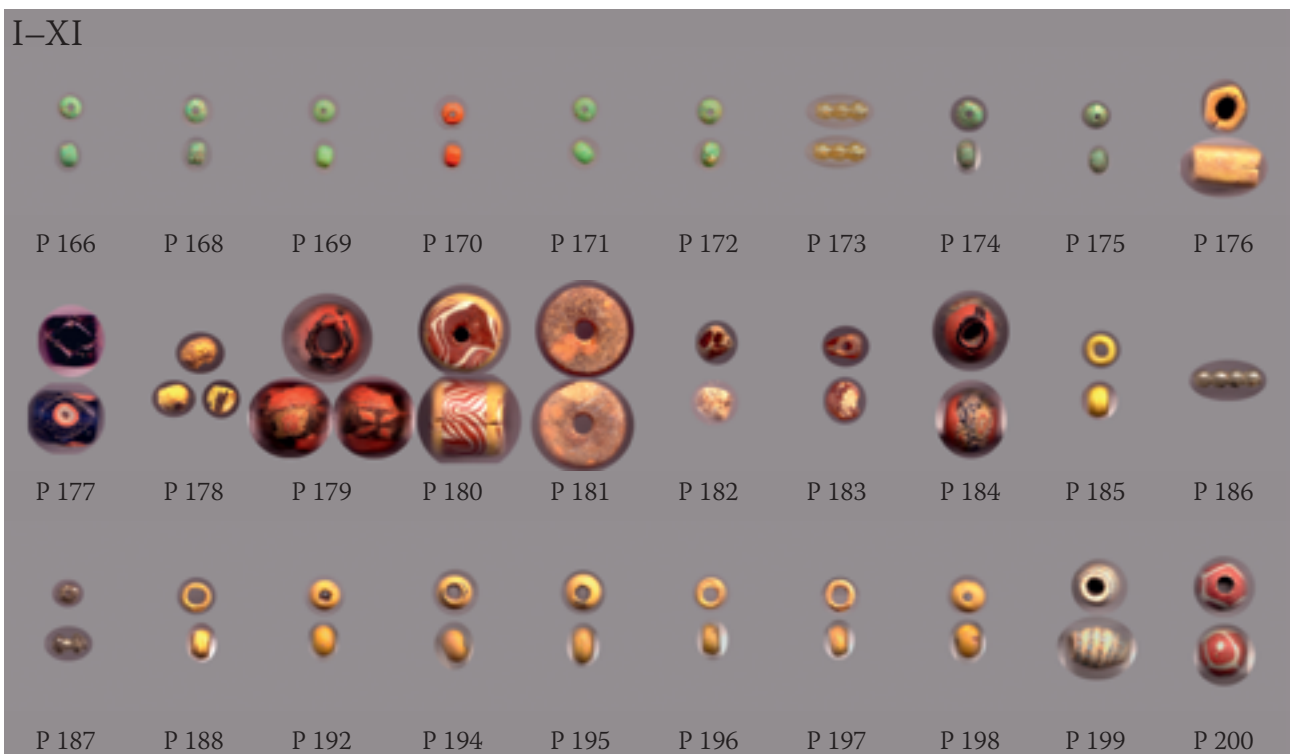 I–XI
P 166 P 168 P 169 P 170 P 171 P 172 P 173 P 174 P 175 P 176
P 177 P 178 P 179 P 180 P 181 P 182 P 183 P 184 P 185 P 186
P 187 P 188 P 192 P 194 P 195 P 196 P 197 P 198 P 199 P 200